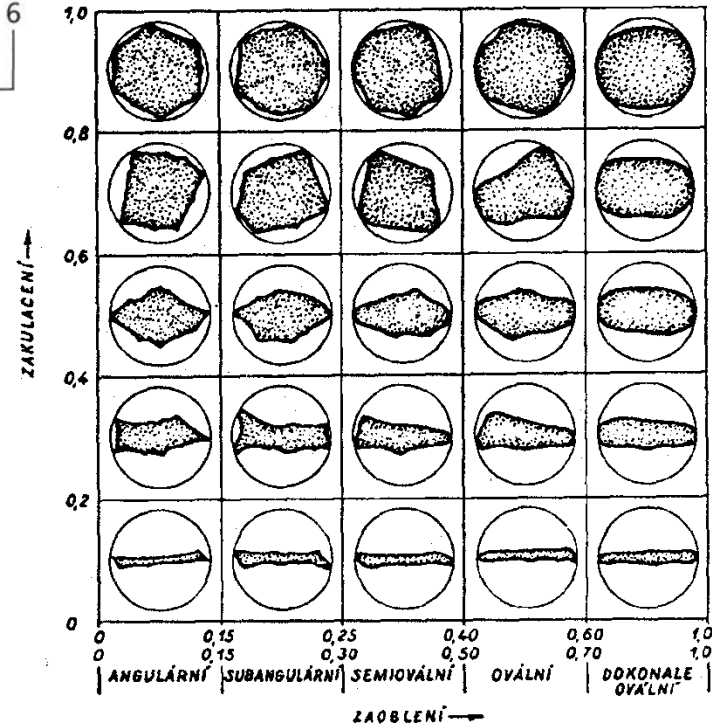 6
1,0
0,8
0,6
0,4
0,2
0
ZAKULACENÍ
0 0,15 0,25 0,40 0,60 1,0
0 0,15 0,30 0,50 0,70 1,0
ANGULÁRNÍ SUBANGULÁRNÍ SEMIOVÁLNÍ OVÁLNÍ DOKONALE
OVÁLNÍ
ZAOBLENÍ